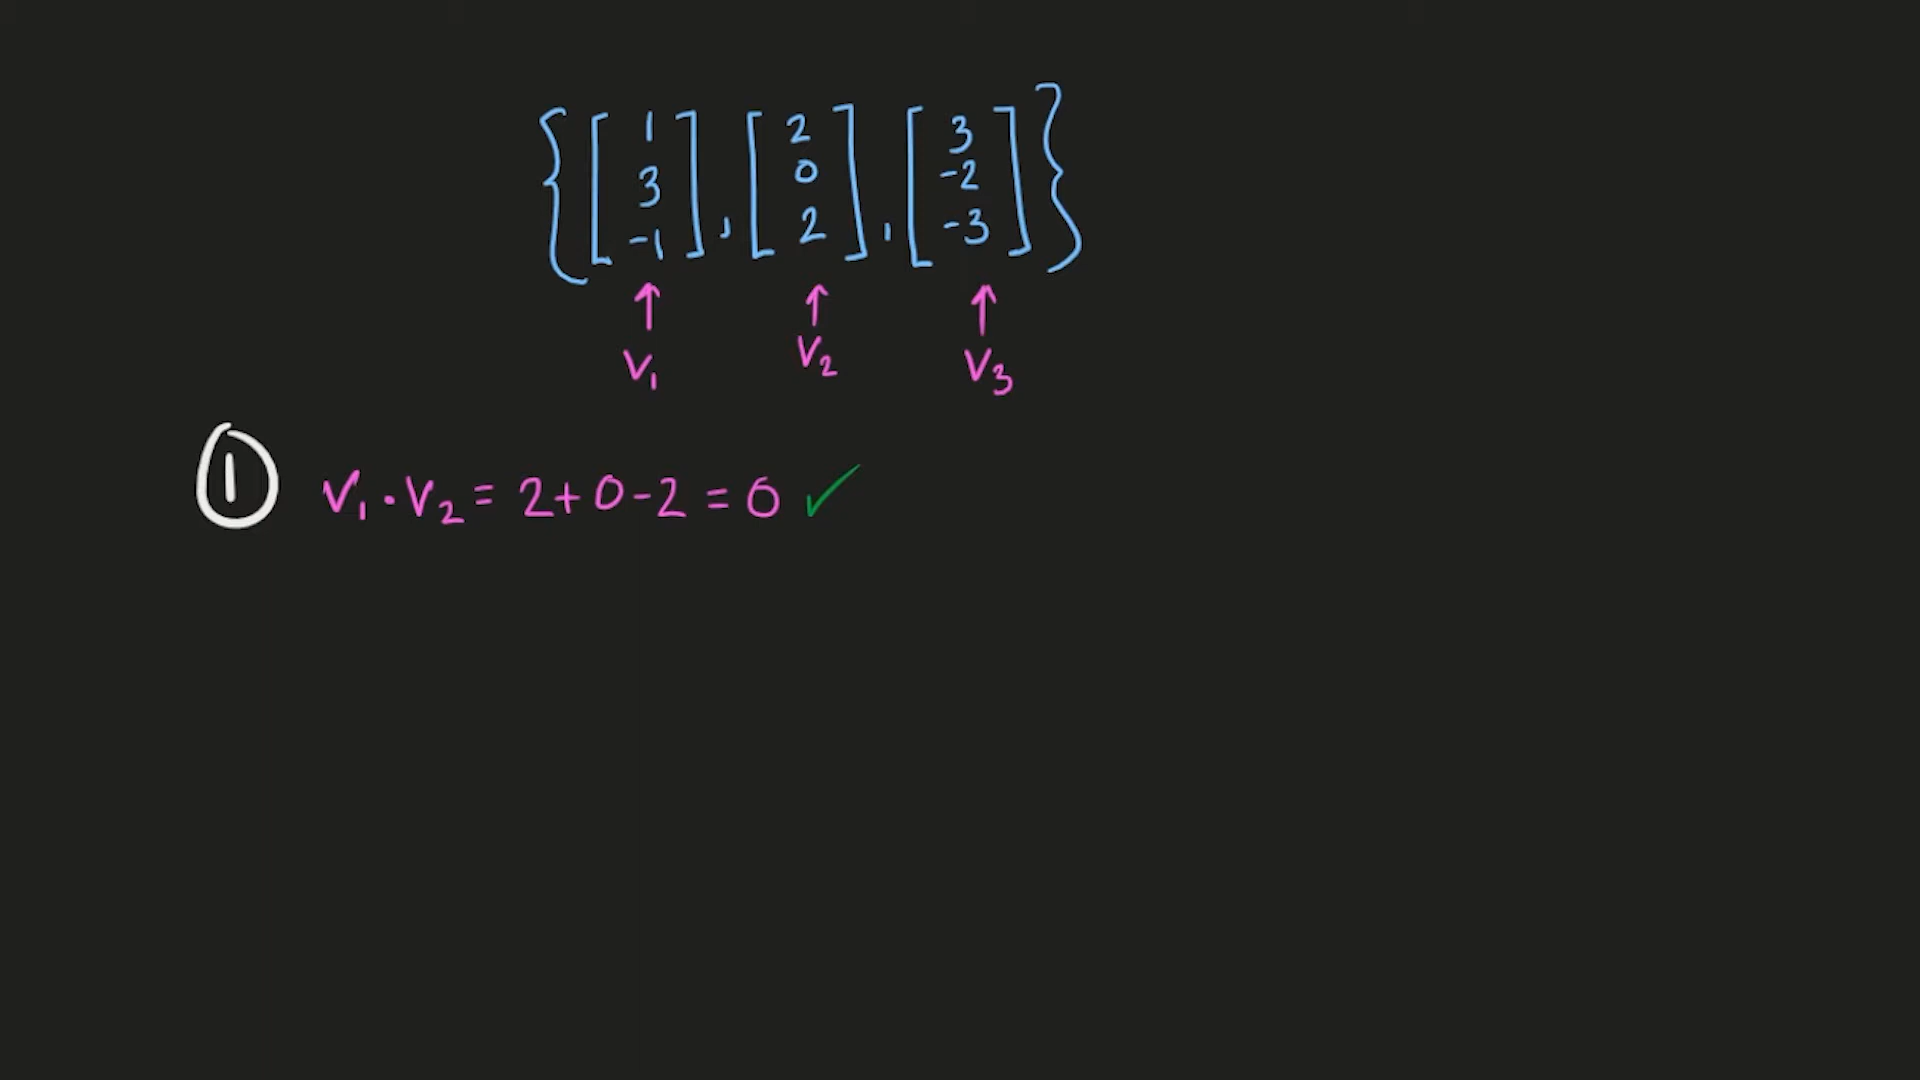 {[1 3 -1], [2 0 2], [3 -2 -3]}
↑ ↑ ↑
V₁ V₂ V₃
① V₁ · V₂ = 2 + 0 - 2 = 0 ✓